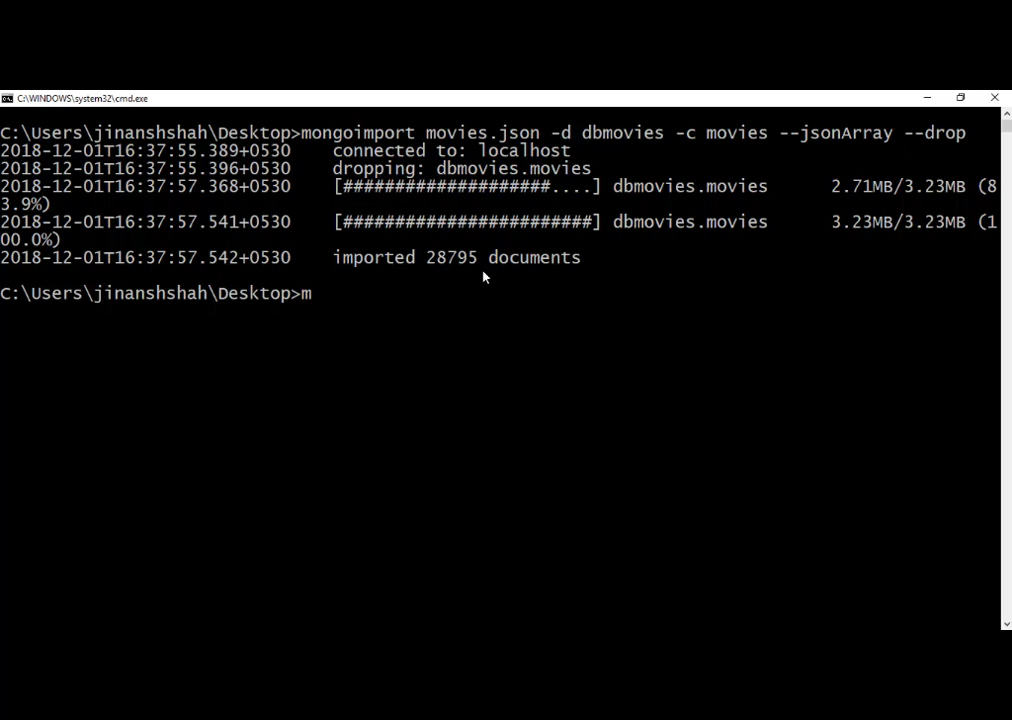 C:\WINDOWS\system32\cmd.exe
C:\Users\jinanshshah\Desktop>mongoimport movies.json -d dbmovies -c movies --jsonArray --drop
2018-12-01T16:37:55.389+0530    connected to: localhost
2018-12-01T16:37:55.396+0530    dropping: dbmovies.movies
2018-12-01T16:37:57.368+0530    [####################....] dbmovies.movies      2.71MB/3.23MB (8
3.9%)
2018-12-01T16:37:57.541+0530    [########################] dbmovies.movies      3.23MB/3.23MB (1
00.0%)
2018-12-01T16:37:57.542+0530    imported 28795 documents
C:\Users\jinanshshah\Desktop>m